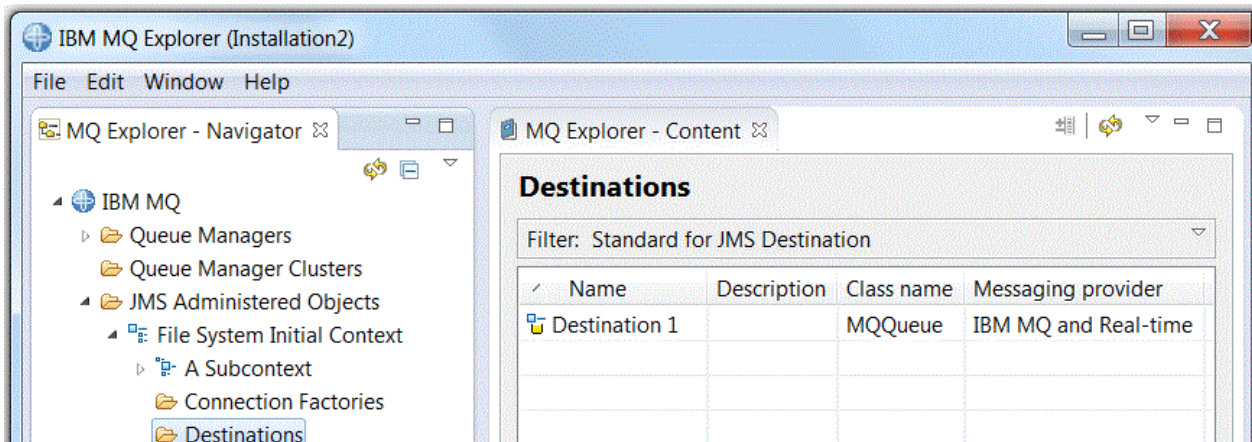 IBM MQ Explorer (Installation2)
File Edit Window Help
MQ Explorer - Navigator
IBM MQ
Queue Managers
Queue Manager Clusters
JMS Administered Objects
File System Initial Context
A Subcontext
Connection Factories
Destinations
MQ Explorer - Content
Destinations
Filter: Standard for JMS Destination
Name Description Class name Messaging provider
Destination 1 MQQueue IBM MQ and Real-time